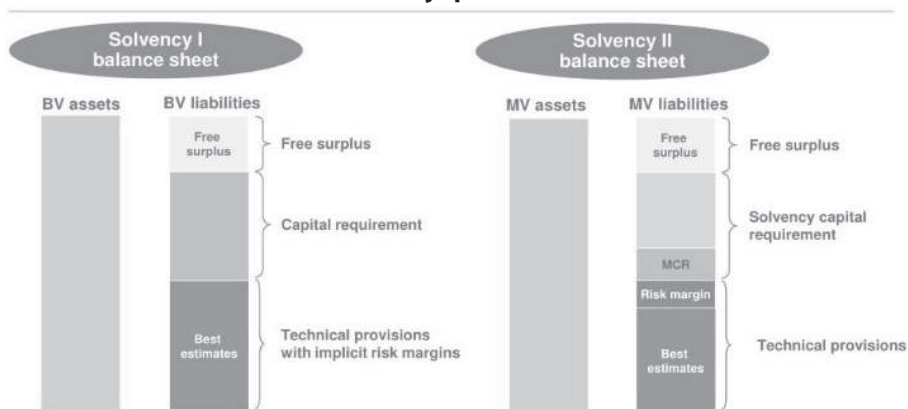 Solvency I
balance sheet
BV assets
BV liabilities
Free
surplus
Free surplus
Capital requirement
Best
estimates
Technical provisions
with implicit risk margins
Solvency II
balance sheet
MV assets
MV liabilities
Free
surplus
Free surplus
Solvency capital
requirement
MCR
Risk margin
Best
estimates
Technical provisions